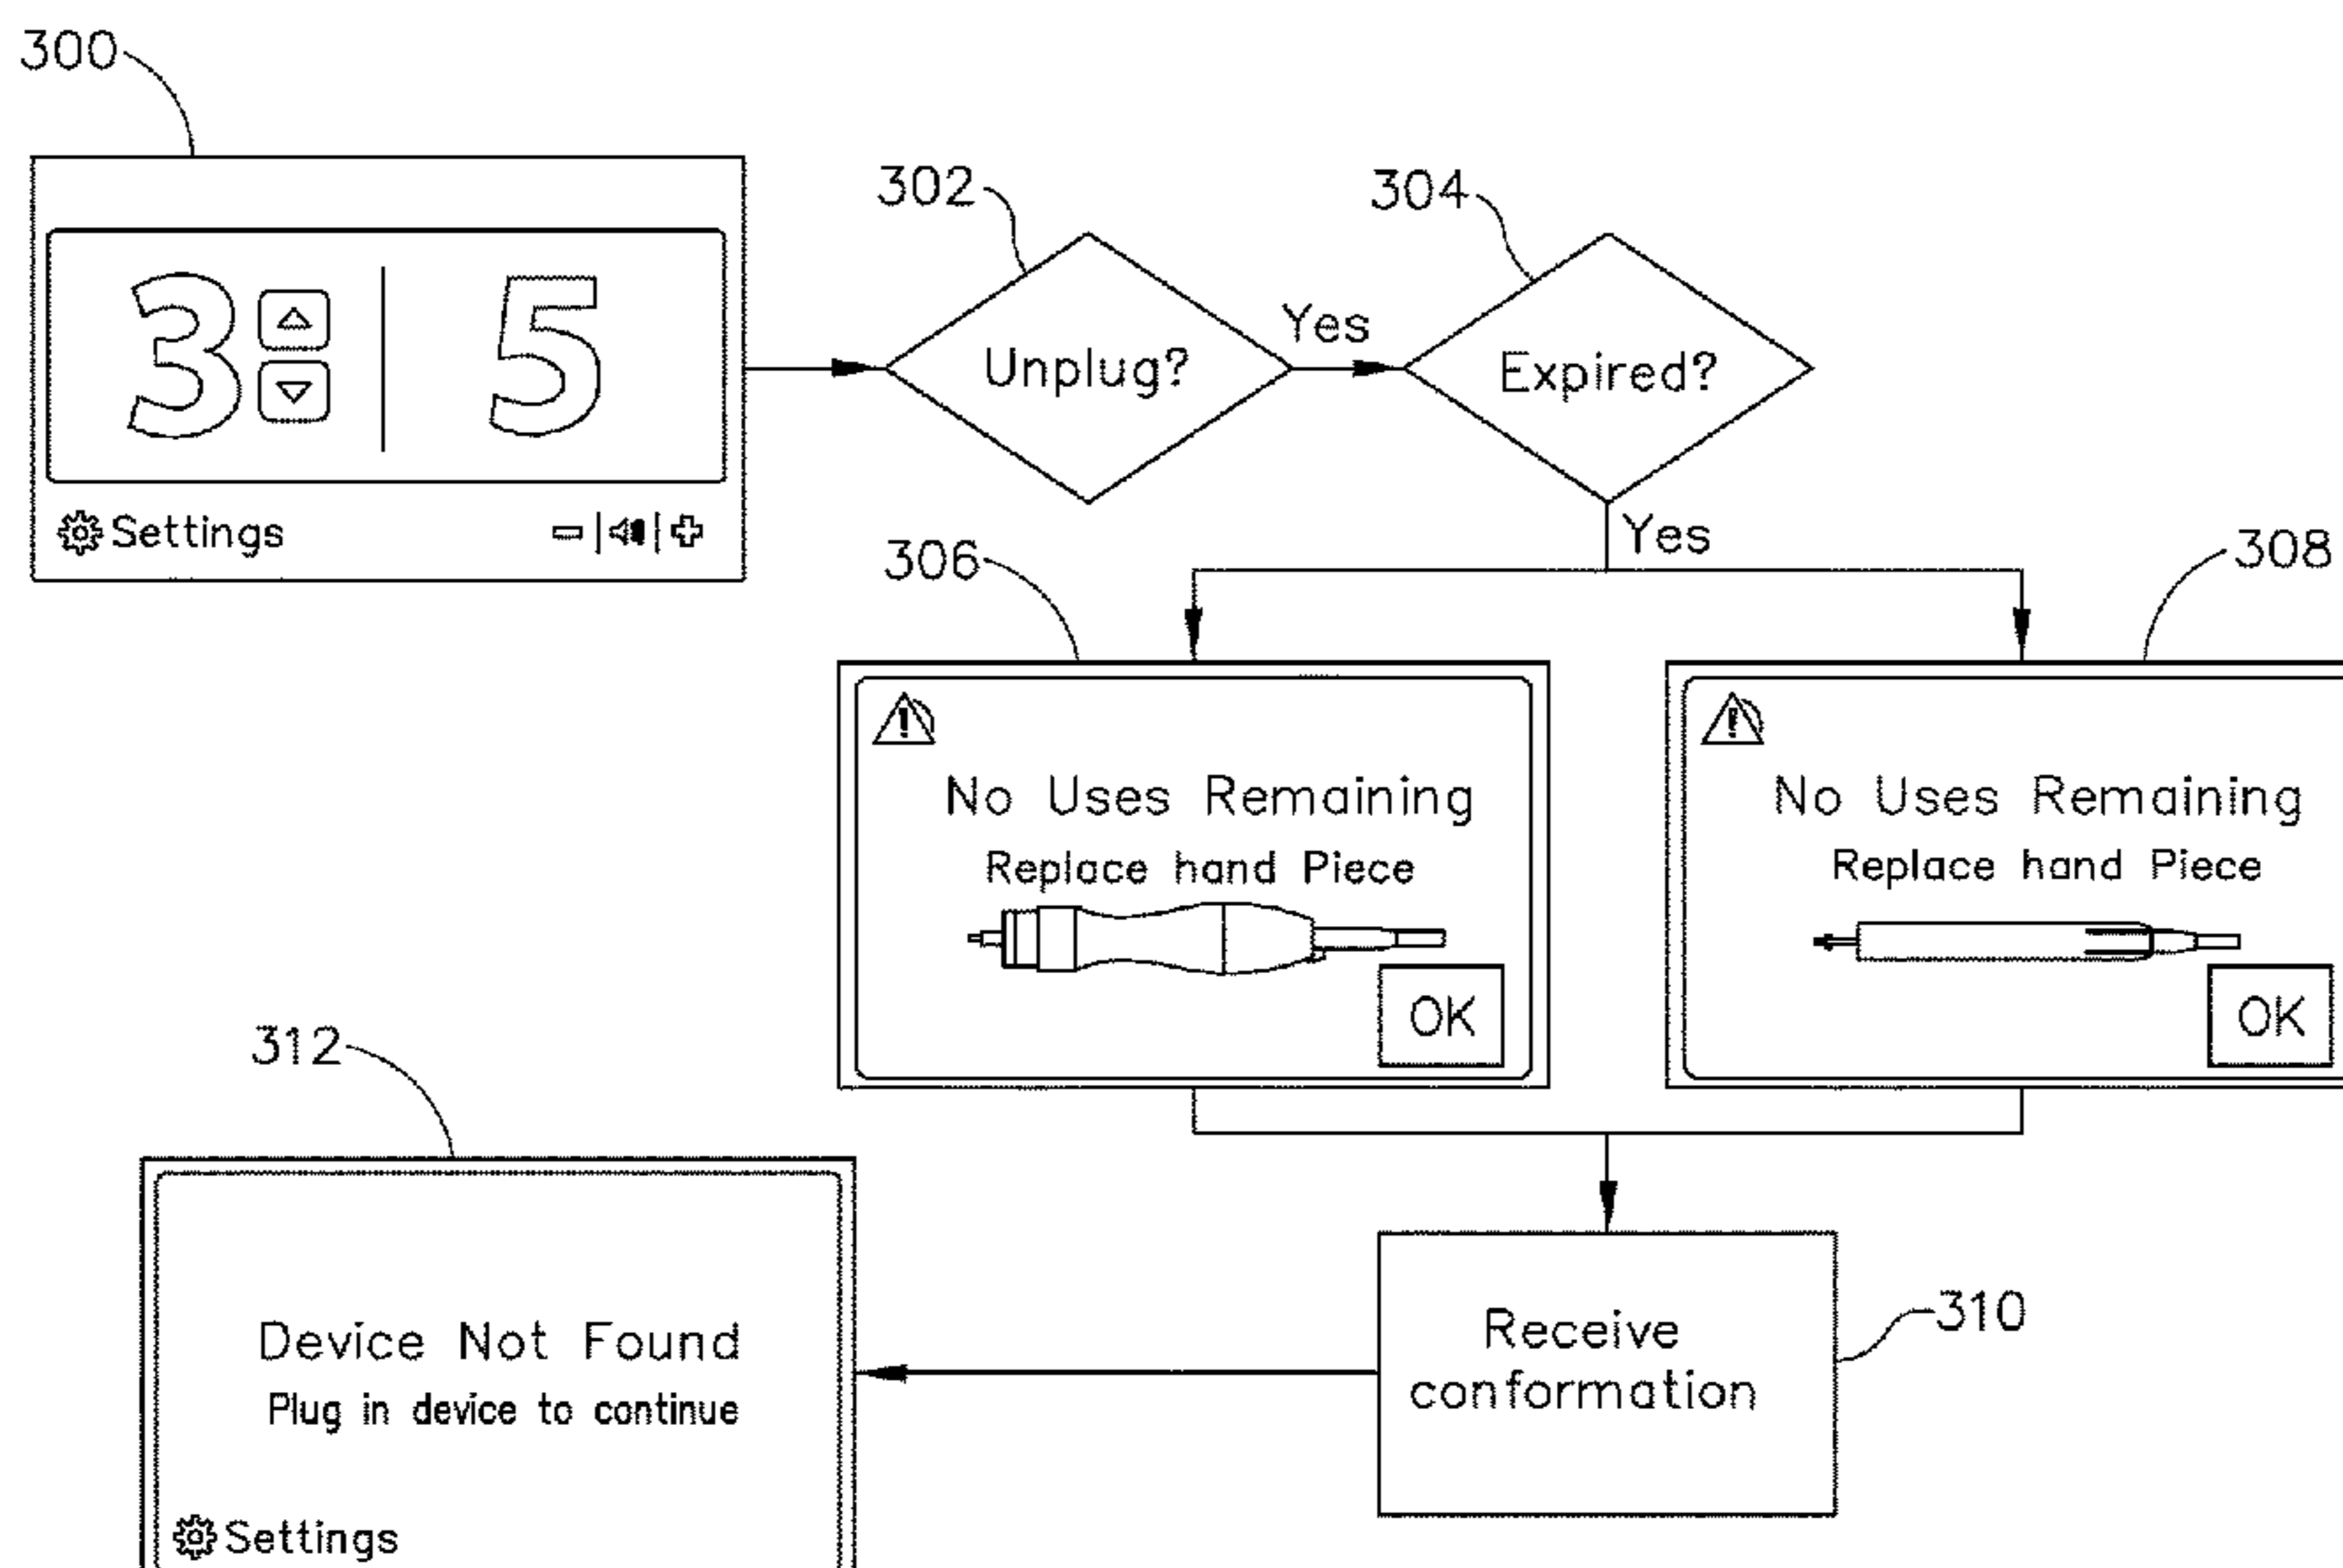 300
302
304
3
5
Unplug?
Yes
Expired?
Settings
Yes
306
308
No Uses Remaining
Replace hand Piece
OK
No Uses Remaining
Replace hand Piece
OK
312
Device Not Found
Plug in device to continue
Settings
Receive
conformation
310